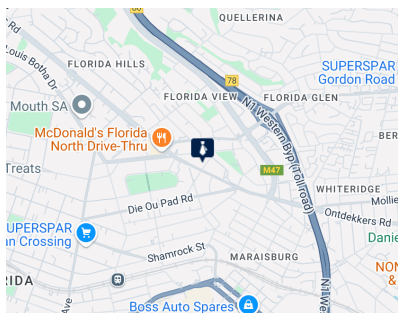 QUELLERINA
Louis Botha Dr
FLORIDA HILLS
SUPERSPAR
Gordon Road
78
FLORIDA VIEW
FLORIDA GLEN
Mouth SA
N1 Western Byp (Toll road)
McDonald's Florida
North Drive-Thru
Treats
M47
WHITERIDGE
Die Ou Pad Rd
Mollie
Ontdekkers Rd
SUPERSPAR
n Crossing
Danie
Shamrock St
MARAISBURG
NON
& W
RIDA
Ave
N1 We
Boss Auto Spares